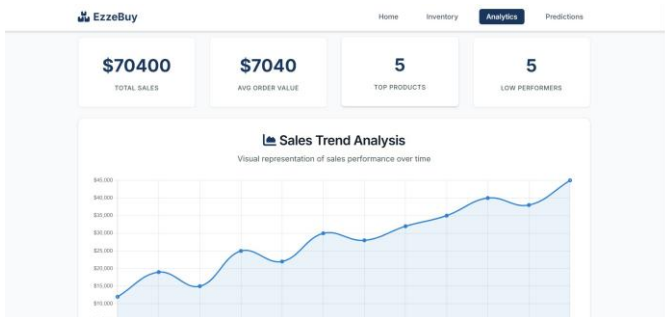 EzzeBuy
Home Inventory Analytics Predictions
$70400 $7040 5 5
TOTAL SALES AVG ORDER VALUE TOP PRODUCTS LOW PERFORMERS
Sales Trend Analysis
Visual representation of sales performance over time
$45,000
$40,000
$35,000
$30,000
$25,000
$20,000
$15,000
$10,000